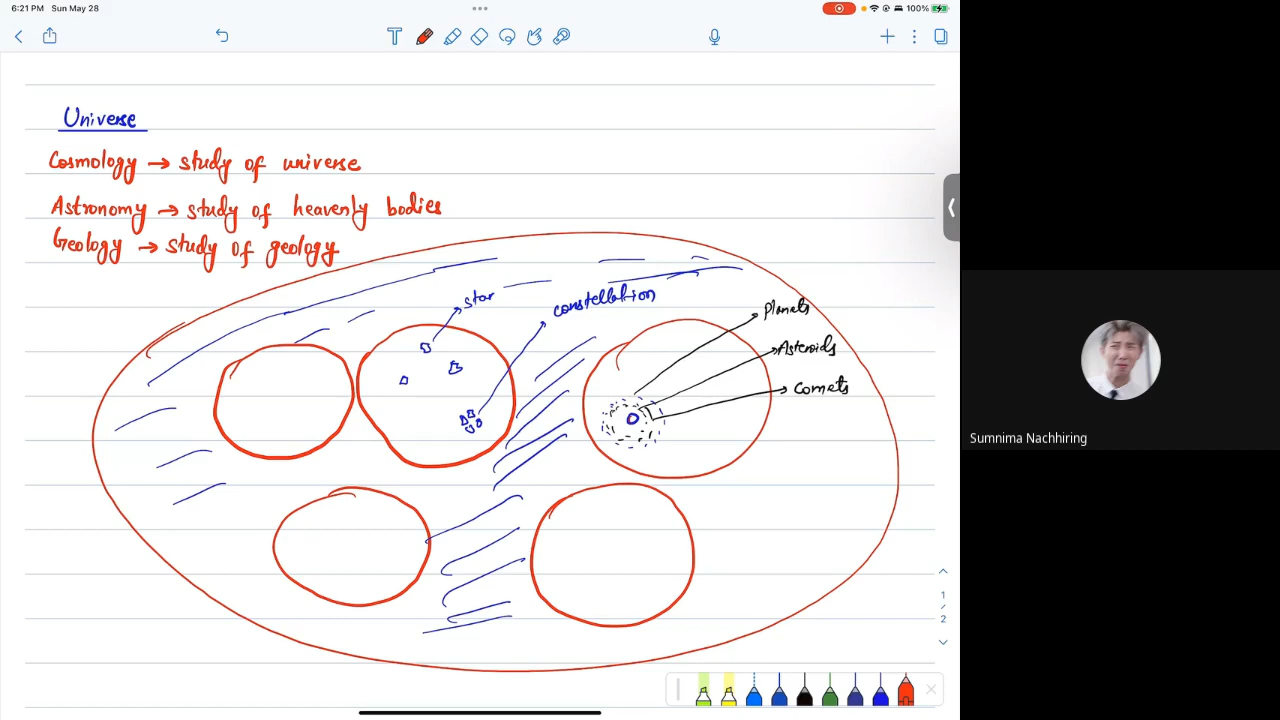 6:21 PM Sun May 28
100%
Universe
Cosmology → study of universe
Astronomy → study of heavenly bodies
Geology → study of geology
star
constellation
Planets
Asteroids
Comets
Sumnima Nachhiring
1
/
2